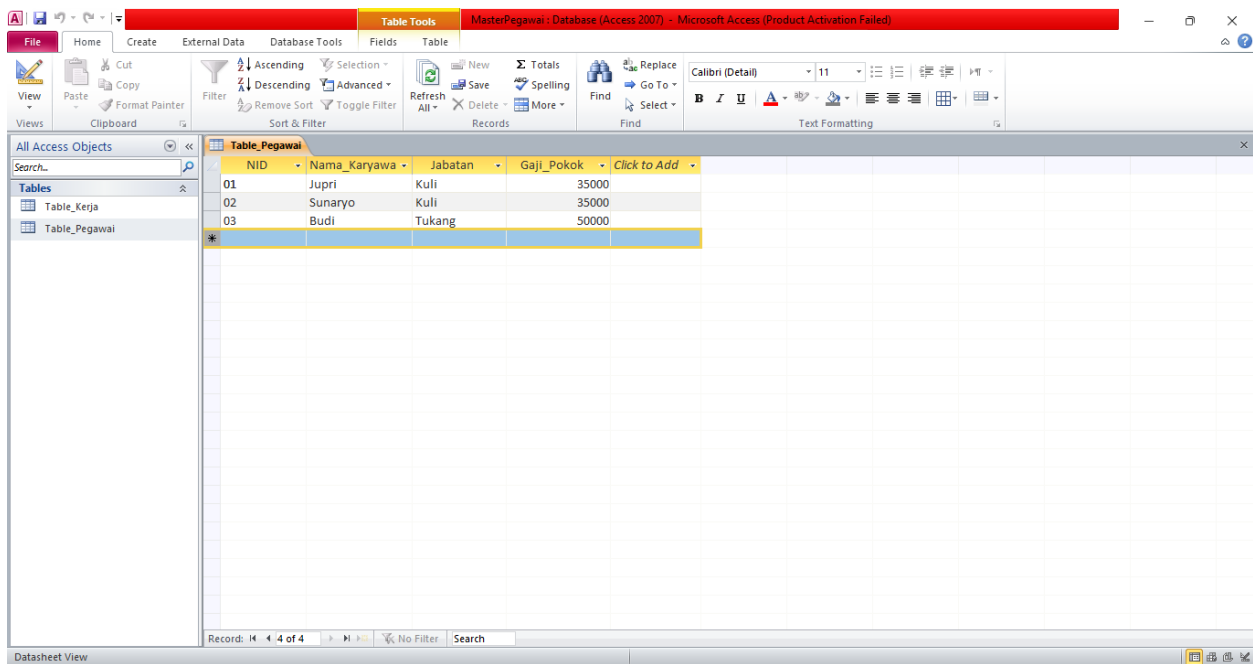 Table Tools MasterPegawai : Database (Access 2007) - Microsoft Access (Product Activation Failed)
File Home Create External Data Database Tools Fields Table
View
Views
Paste
Cut
Copy
Format Painter
Clipboard
Filter
Ascending
Descending
Remove Sort
Selection
Advanced
Toggle Filter
Sort & Filter
Refresh
All
New
Save
Delete
Totals
Spelling
More
Records
Find
Replace
Go To
Select
Find
Calibri (Detail) 11
B I U A
Text Formatting
All Access Objects
Search...
Tables
Table_Kerja
Table_Pegawai
Table_Pegawai
NID Nama_Karyawa Jabatan Gaji_Pokok Click to Add
01 Jupri Kuli 35000
02 Sunaryo Kuli 35000
03 Budi Tukang 50000
Record: 4 of 4 No Filter Search
Datasheet View